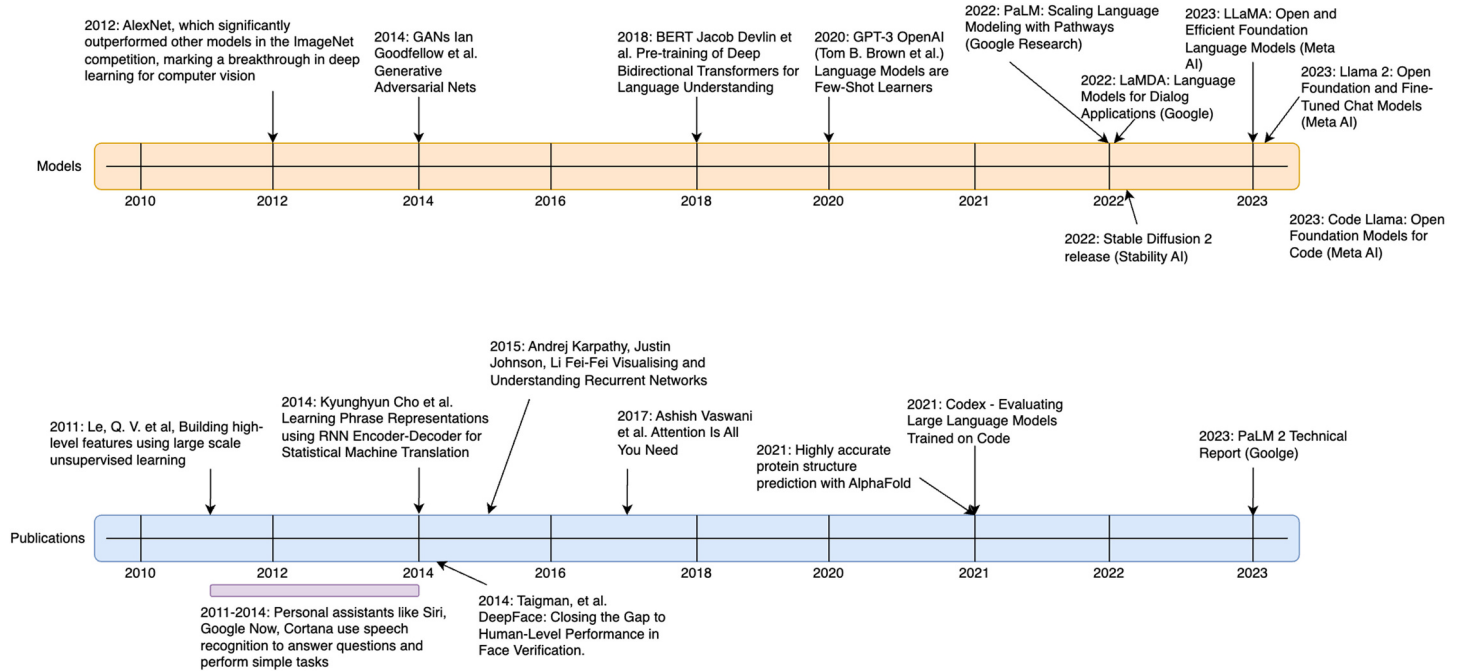 2012: AlexNet, which significantly
outperformed other models in the ImageNet
competition, marking a breakthrough in deep
learning for computer vision
2014: GANs Ian
Goodfellow et al.
Generative
Adversarial Nets
2018: BERT Jacob Devlin et
al. Pre-training of Deep
Bidirectional Transformers for
Language Understanding
2020: GPT-3 OpenAI
(Tom B. Brown et al.)
Language Models are
Few-Shot Learners
2022: PaLM: Scaling Language
Modeling with Pathways
(Google Research)
2022: LaMDA: Language
Models for Dialog
Applications (Google)
2023: LLaMA: Open and
Efficient Foundation
Language Models (Meta
AI)
2023: Llama 2: Open
Foundation and Fine-
Tuned Chat Models
(Meta AI)
Models
2010 2012 2014 2016 2018 2020 2021 2022 2023
2022: Stable Diffusion 2
release (Stability AI)
2023: Code Llama: Open
Foundation Models for
Code (Meta AI)
2011: Le, Q. V. et al, Building high-
level features using large scale
unsupervised learning
2014: Kyunghyun Cho et al.
Learning Phrase Representations
using RNN Encoder-Decoder for
Statistical Machine Translation
2015: Andrej Karpathy, Justin
Johnson, Li Fei-Fei Visualising and
Understanding Recurrent Networks
2017: Ashish Vaswani
et al. Attention Is All
You Need
2021: Highly accurate
protein structure
prediction with AlphaFold
2021: Codex - Evaluating
Large Language Models
Trained on Code
2023: PaLM 2 Technical
Report (Goolge)
Publications
2010 2012 2014 2016 2018 2020 2021 2022 2023
2011-2014: Personal assistants like Siri,
Google Now, Cortana use speech
recognition to answer questions and
perform simple tasks
2014: Taigman, et al.
DeepFace: Closing the Gap to
Human-Level Performance in
Face Verification.